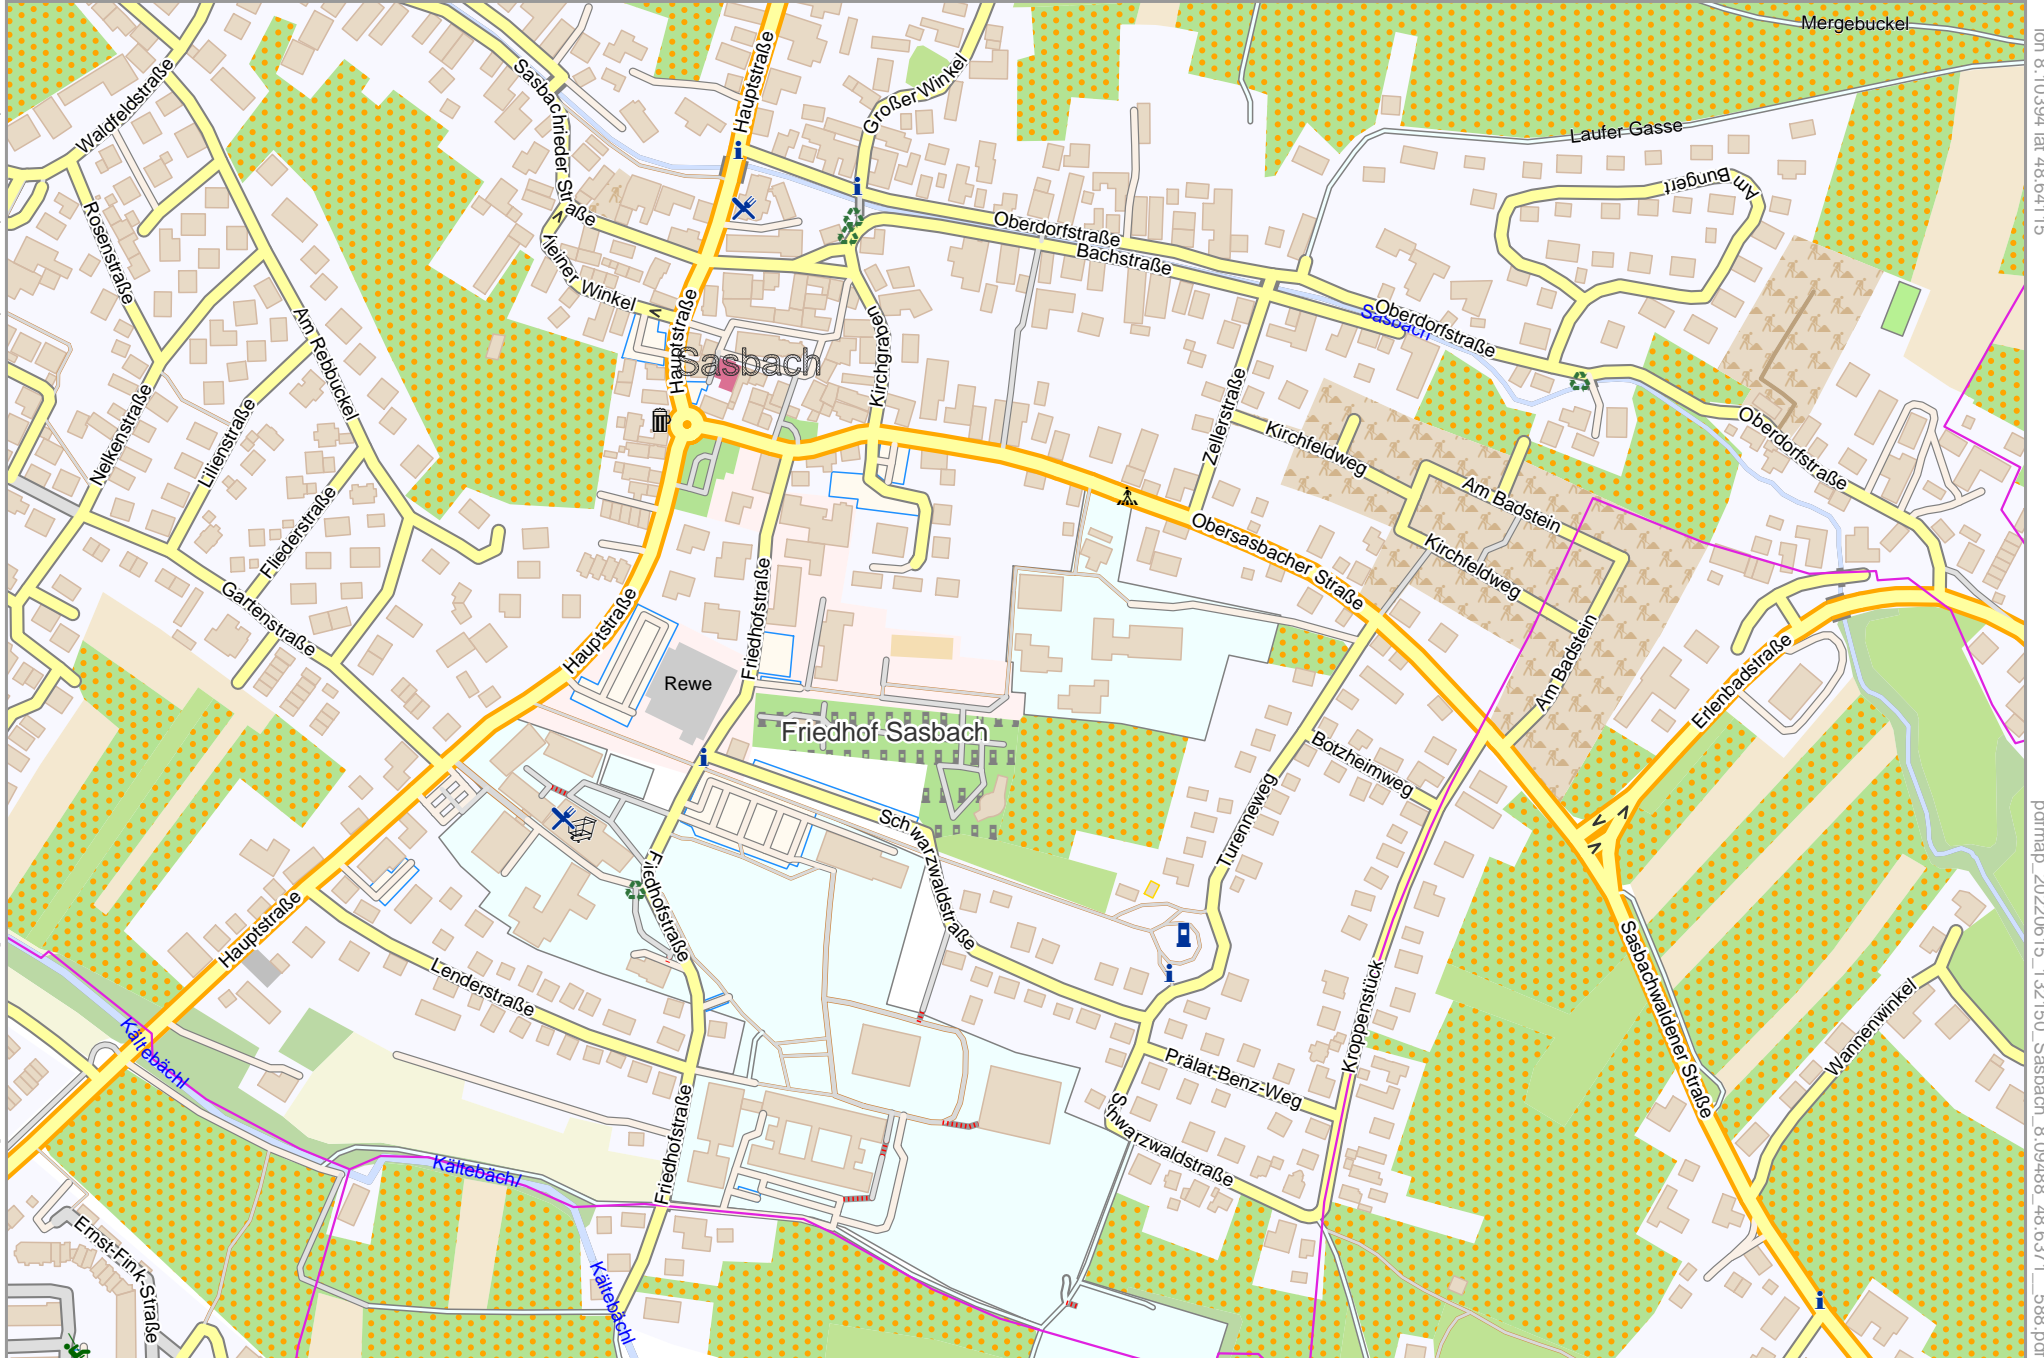 Mergebuckel
Hauptstraße
Großer Winkel
Sasbachrieder Straße
Waldfeldstraße
Laufer Gasse
Am Bungert
Rosenstraße
Oberdorfstraße
Bachstraße
Kleiner Winkel
Am Rebbuckel
Hauptstraße
Kirchgraben
Sasbach
Oberdorfstraße
Sasbach
Zellerstraße
Nelkenstraße
Lilienstraße
Kirchfeldweg
Oberdorfstraße
Am Badstein
Fliederstraße
Obersasbacher Straße
Kirchfeldweg
Gartenstraße
Hauptstraße
Friedhofstraße
Am Badstein
Erlenbadstraße
Rewe
Friedhof Sasbach
Botzheimweg
Turenneweg
Schwarzwaldstraße
Friedhofstraße
Hauptstraße
Lenderstraße
Kroppenstück
Sasbachwaldener Straße
Wannenwinkel
Kältebächl
Prälat-Benz-Weg
Schwarzwaldstraße
Friedhofstraße
Kältebächl
Ernst-Fink-Straße
Kältebächl